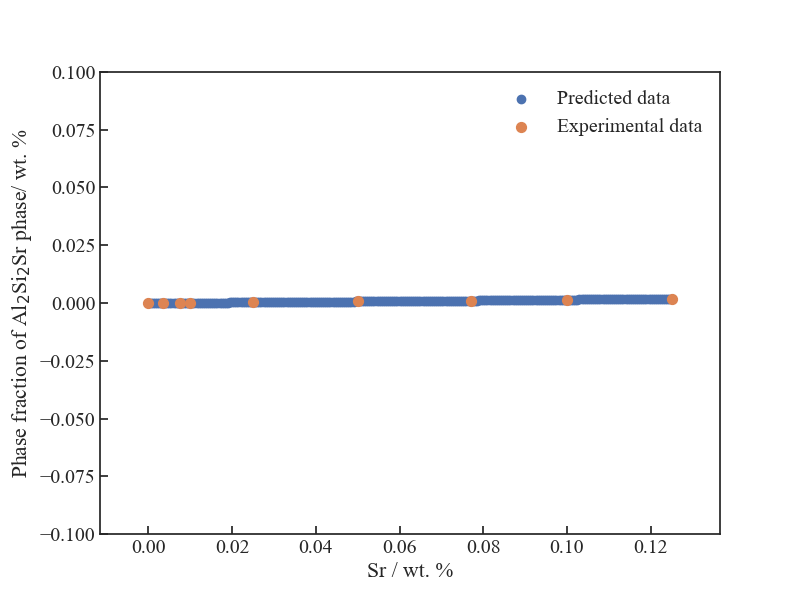 Predicted data
Experimental data
0.100
0.075
0.050
0.025
0.000
−0.025
−0.050
−0.075
−0.100
Phase fraction of Al₂Si₂Sr phase/ wt. %
0.00 0.02 0.04 0.06 0.08 0.10 0.12
Sr / wt. %